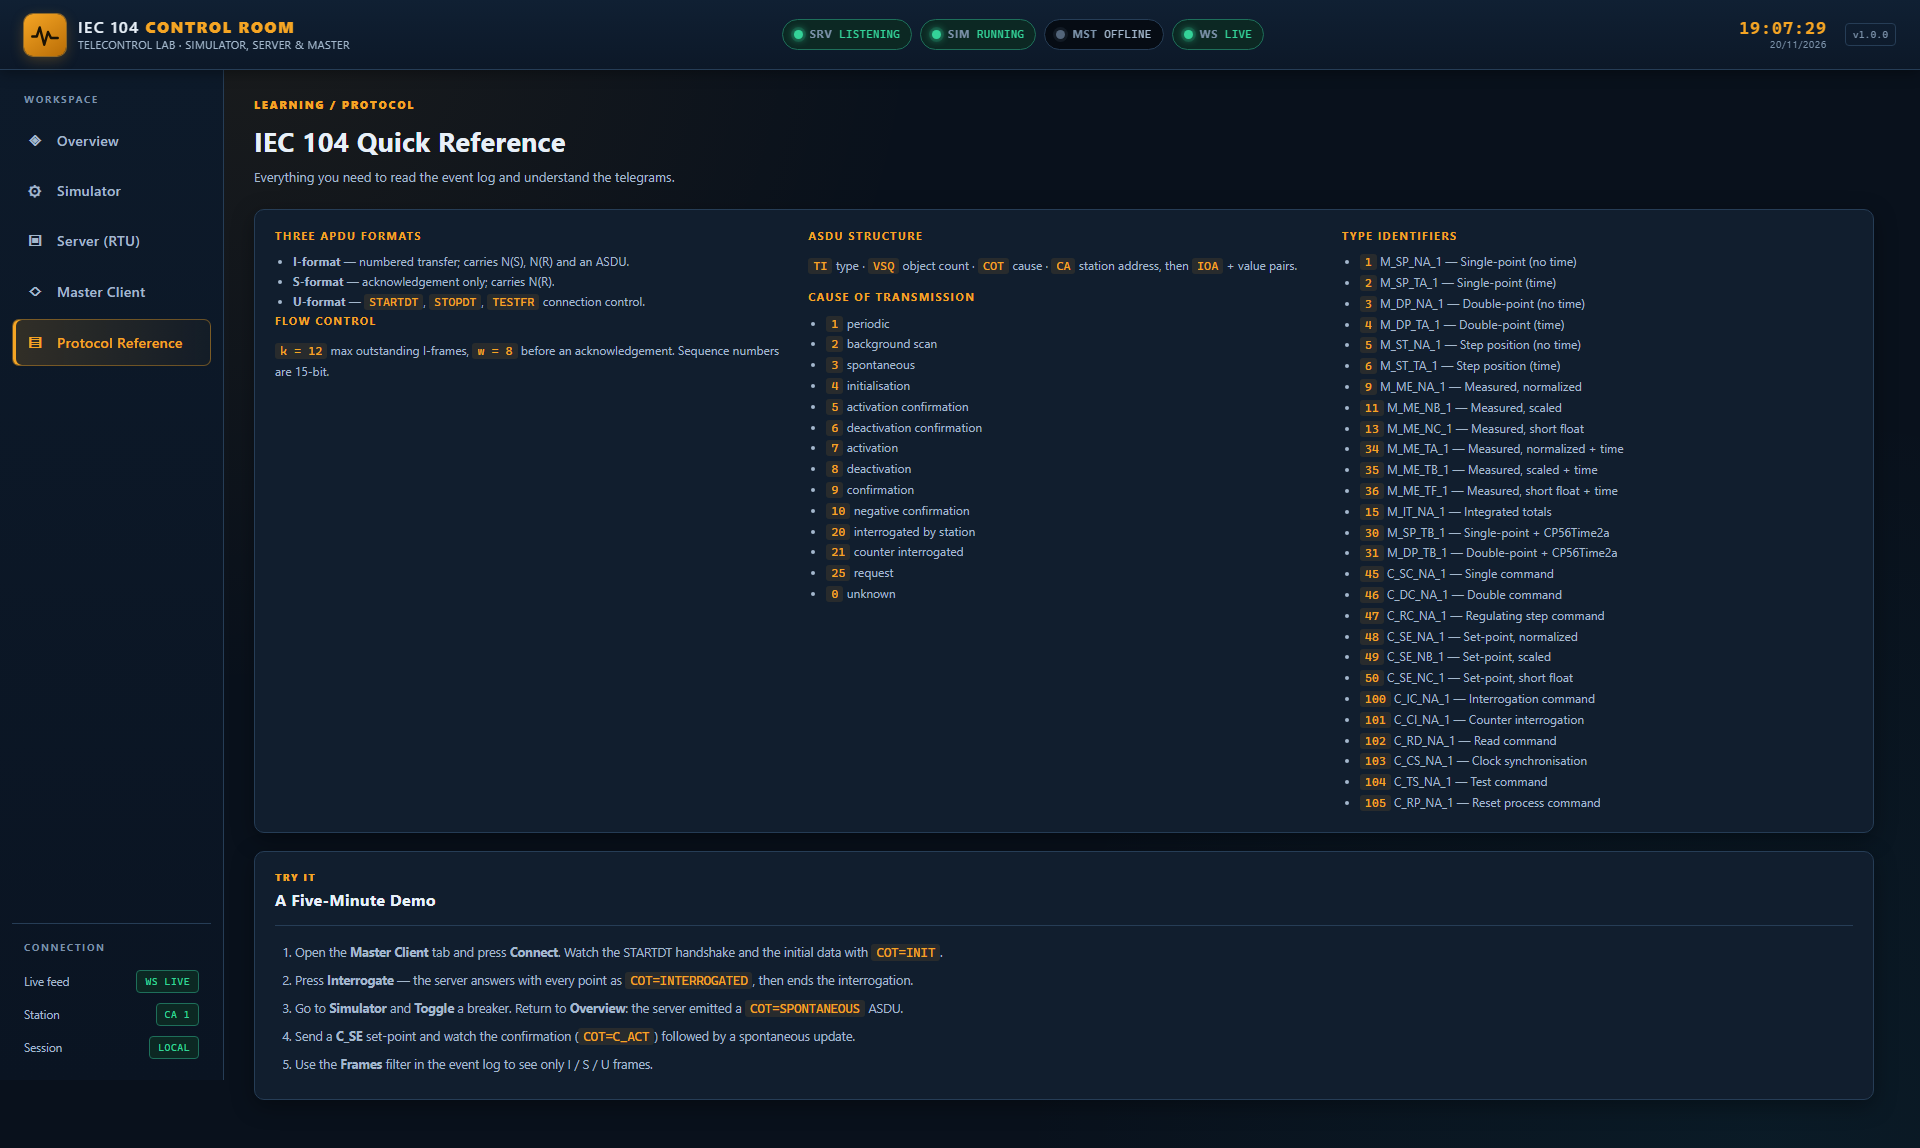 IEC 104 CONTROL ROOM
TELECONTROL LAB · SIMULATOR, SERVER & MASTER
SRV LISTENING
SIM RUNNING
MST OFFLINE
WS LIVE
19:07:29
20/11/2026
v1.0.0
WORKSPACE
Overview
Simulator
Server (RTU)
Master Client
Protocol Reference
CONNECTION
Live feed WS LIVE
Station CA 1
Session LOCAL
LEARNING / PROTOCOL
IEC 104 Quick Reference
Everything you need to read the event log and understand the telegrams.
THREE APDU FORMATS
• I-format — numbered transfer; carries N(S), N(R) and an ASDU.
• S-format — acknowledgement only; carries N(R).
• U-format — STARTDT, STOPDT, TESTFR connection control.
FLOW CONTROL
k = 12 max outstanding I-frames, w = 8 before an acknowledgement. Sequence numbers
are 15-bit.
ASDU STRUCTURE
TI type · VSQ object count · COT cause · CA station address, then IOA + value pairs.
CAUSE OF TRANSMISSION
• 1 periodic
• 2 background scan
• 3 spontaneous
• 4 initialisation
• 5 activation confirmation
• 6 deactivation confirmation
• 7 activation
• 8 deactivation
• 9 confirmation
• 10 negative confirmation
• 20 interrogated by station
• 21 counter interrogated
• 25 request
• 0 unknown
TYPE IDENTIFIERS
• 1 M_SP_NA_1 — Single-point (no time)
• 2 M_SP_TA_1 — Single-point (time)
• 3 M_DP_NA_1 — Double-point (no time)
• 4 M_DP_TA_1 — Double-point (time)
• 5 M_ST_NA_1 — Step position (no time)
• 6 M_ST_TA_1 — Step position (time)
• 9 M_ME_NA_1 — Measured, normalized
• 11 M_ME_NB_1 — Measured, scaled
• 13 M_ME_NC_1 — Measured, short float
• 34 M_ME_TA_1 — Measured, normalized + time
• 35 M_ME_TB_1 — Measured, scaled + time
• 36 M_ME_TF_1 — Measured, short float + time
• 15 M_IT_NA_1 — Integrated totals
• 30 M_SP_TB_1 — Single-point + CP56Time2a
• 31 M_DP_TB_1 — Double-point + CP56Time2a
• 45 C_SC_NA_1 — Single command
• 46 C_DC_NA_1 — Double command
• 47 C_RC_NA_1 — Regulating step command
• 48 C_SE_NA_1 — Set-point, normalized
• 49 C_SE_NB_1 — Set-point, scaled
• 50 C_SE_NC_1 — Set-point, short float
• 100 C_IC_NA_1 — Interrogation command
• 101 C_CI_NA_1 — Counter interrogation
• 102 C_RD_NA_1 — Read command
• 103 C_CS_NA_1 — Clock synchronisation
• 104 C_TS_NA_1 — Test command
• 105 C_RP_NA_1 — Reset process command
TRY IT
A Five-Minute Demo
1. Open the Master Client tab and press Connect. Watch the STARTDT handshake and the initial data with COT=INIT.
2. Press Interrogate — the server answers with every point as COT=INTERROGATED, then ends the interrogation.
3. Go to Simulator and Toggle a breaker. Return to Overview: the server emitted a COT=SPONTANEOUS ASDU.
4. Send a C_SE set-point and watch the confirmation (COT=C_ACT) followed by a spontaneous update.
5. Use the Frames filter in the event log to see only I / S / U frames.